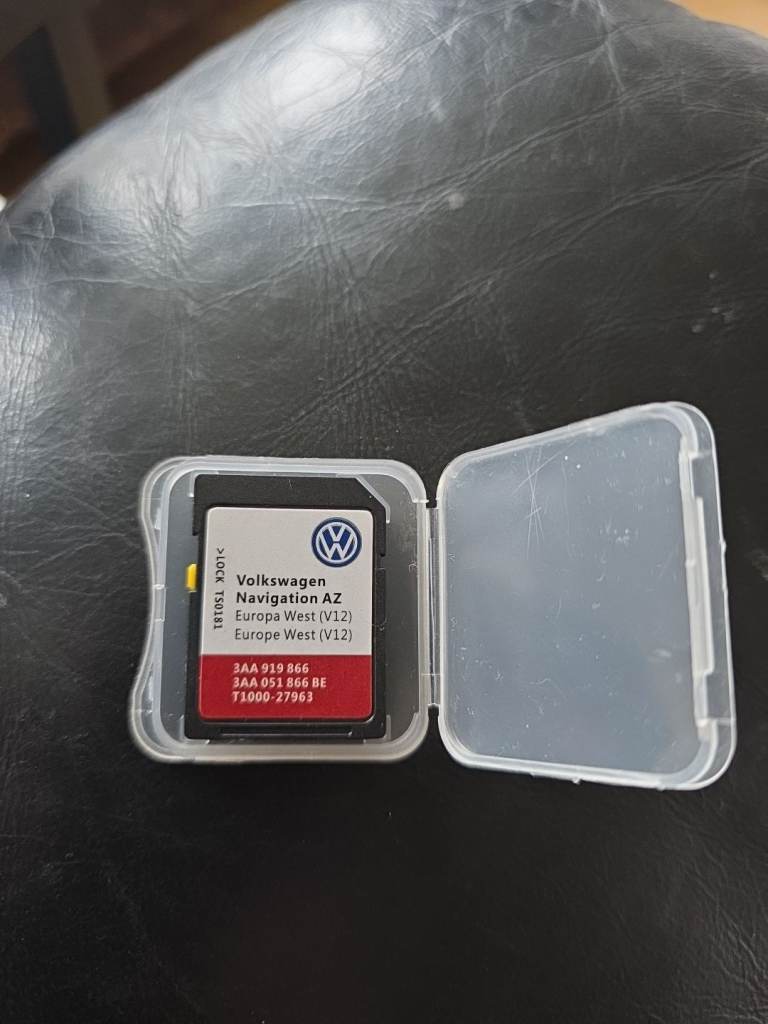 Volkswagen
Navigation AZ
Europa West (V12)
Europe West (V12)
3AA 919 866
3AA 051 866 BE
T1000-27963
>LOCK TS0181